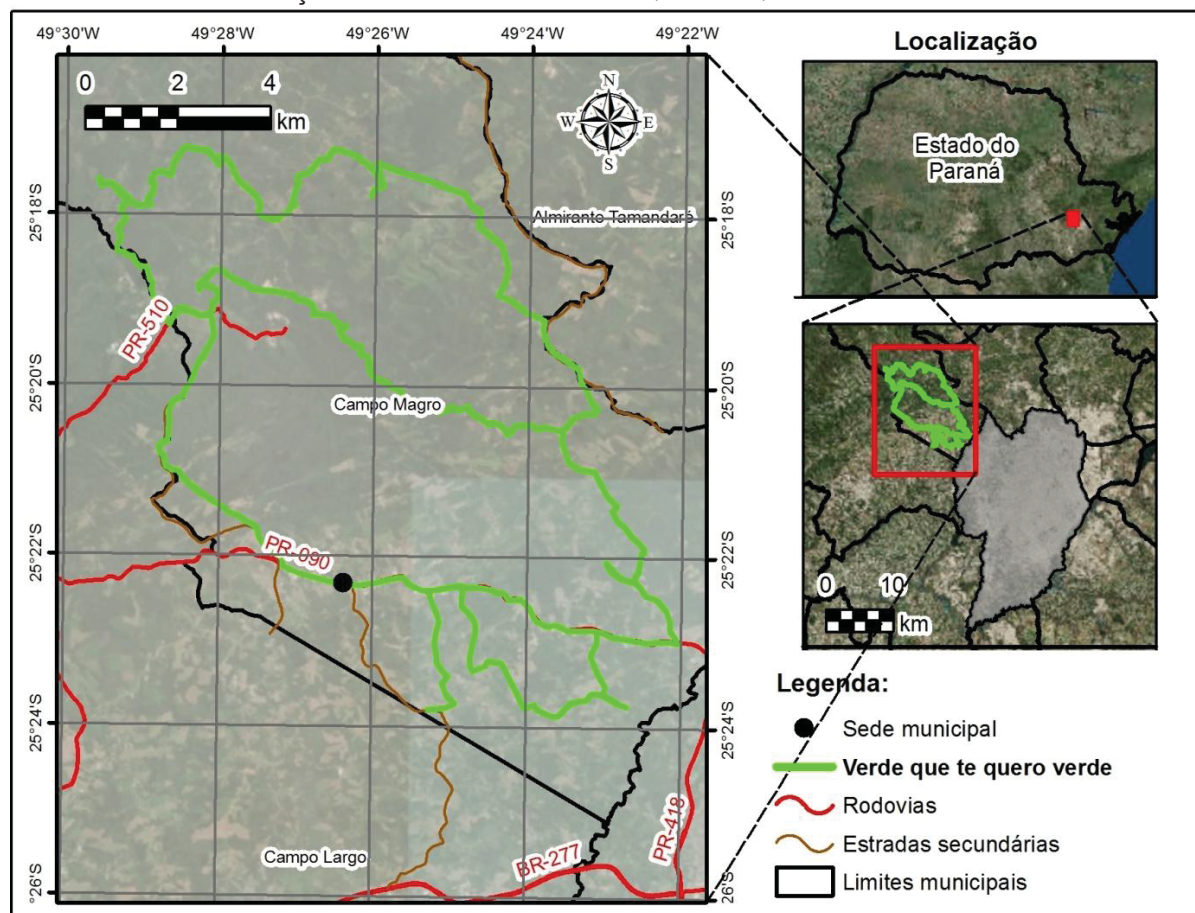 49°30'W
49°28'W
49°26'W
49°24'W
49°22'W
0 2 4
km
N
W E
S
25°18'S
25°18'S
Almirante Tamandaré
PR-510
25°20'S
25°20'S
Campo Magro
25°22'S
25°22'S
PR-090
25°24'S
25°24'S
Campo Largo
BR-277
PR-418
25°26'S
26'S
Localização
Estado do
Paraná
0 10
km
Legenda:
Sede municipal
Verde que te quero verde
Rodovias
Estradas secundárias
Limites municipais